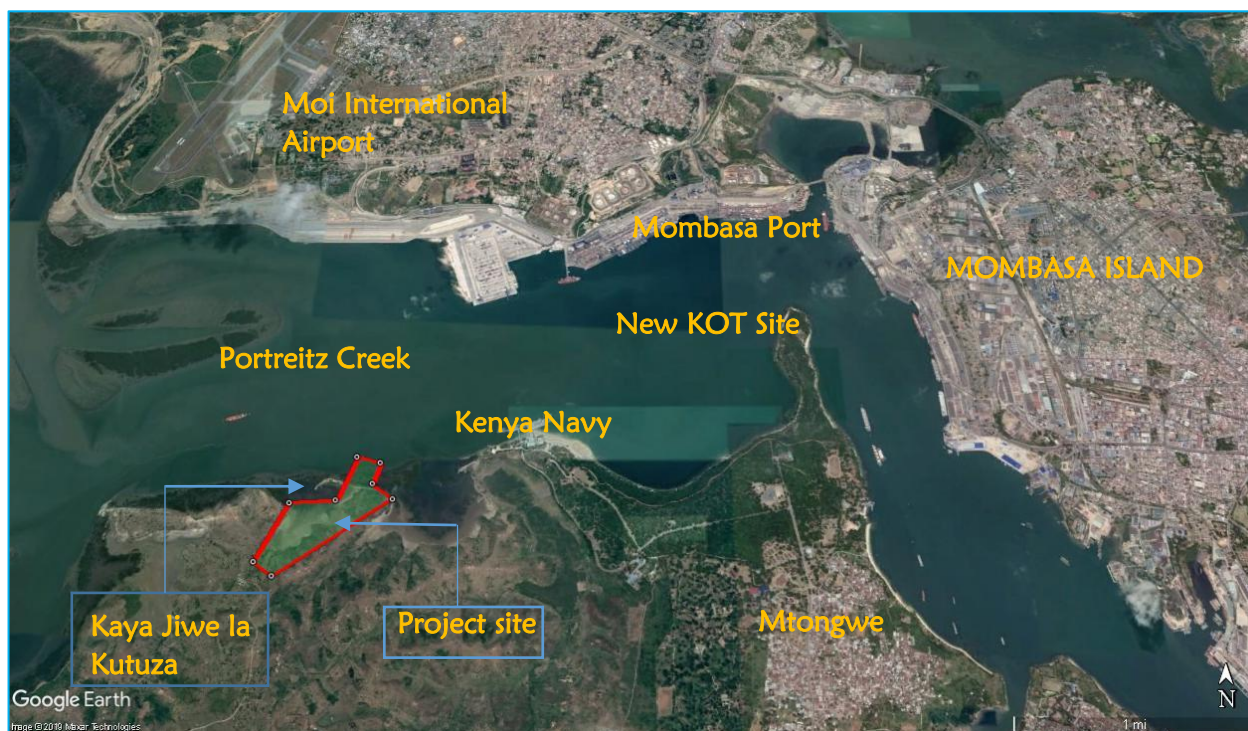 Moi International
Airport
Mombasa Port
MOMBASA ISLAND
New KOT Site
Portreitz Creek
Kenya Navy
Kaya Jiwe la
Kutuza
Project site
Mtongwe
Google Earth
Image © 2019 Maxar Technologies
N
1 mi